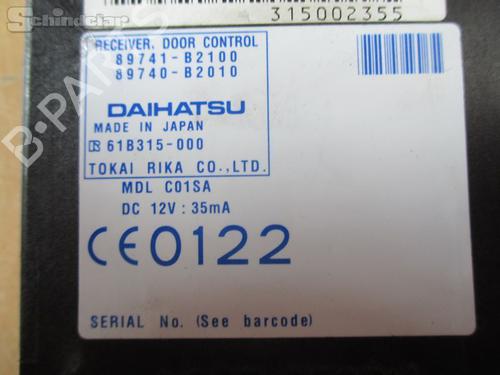 Schindelar
315002355
RECEIVER, DOOR CONTROL
89741-B2100
89740-B2010
DAIHATSU
MADE IN JAPAN
R 61B315-000
TOKAI RIKA CO.,LTD.
MDL C01SA
DC 12V : 35mA
CE0122
SERIAL No. (See barcode)
B-PARTS